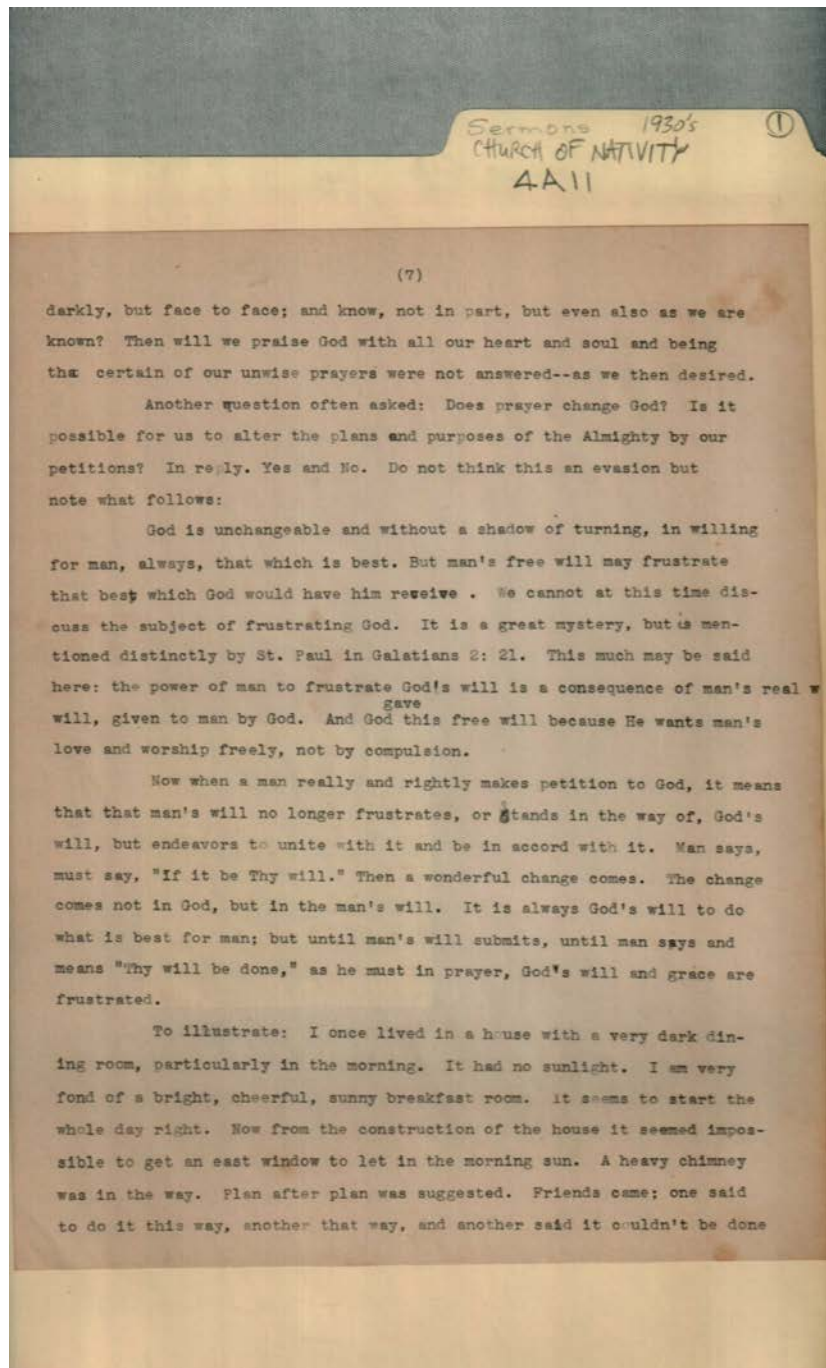 Sermons 1930's ①
CHURCH OF NATIVITY
4A11
(7)
darkly, but face to face; and know, not in part, but even also as we are
known? Then will we praise God with all our heart and soul and being
tha certain of our unwise prayers were not answered--as we then desired.
Another question often asked: Does prayer change God? Is it
possible for us to alter the plans and purposes of the Almighty by our
petitions? In reply. Yes and No. Do not think this an evasion but
note what follows:
God is unchangeable and without a shadow of turning, in willing
for man, always, that which is best. But man's free will may frustrate
that best which God would have him receive . We cannot at this time dis-
cuss the subject of frustrating God. It is a great mystery, but is men-
tioned distinctly by St. Paul in Galatians 2: 21. This much may be said
here: the power of man to frustrate God's will is a consequence of man's real w
gave
will, given to man by God. And God this free will because He wants man's
love and worship freely, not by compulsion.
Now when a man really and rightly makes petition to God, it means
that that man's will no longer frustrates, or stands in the way of, God's
will, but endeavors to unite with it and be in accord with it. Man says,
must say, "If it be Thy will." Then a wonderful change comes. The change
comes not in God, but in the man's will. It is always God's will to do
what is best for man; but until man's will submits, until man says and
means "Thy will be done," as he must in prayer, God's will and grace are
frustrated.
To illustrate: I once lived in a house with a very dark din-
ing room, particularly in the morning. It had no sunlight. I am very
fond of a bright, cheerful, sunny breakfast room. It seems to start the
whole day right. Now from the construction of the house it seemed impos-
sible to get an east window to let in the morning sun. A heavy chimney
was in the way. Plan after plan was suggested. Friends came; one said
to do it this way, another that way, and another said it couldn't be done